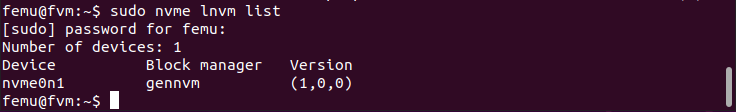 femu@fvm:~$ sudo nvme lnvm list
[sudo] password for femu:
Number of devices: 1
Device Block manager Version
nvme0n1 gennvm (1,0,0)
femu@fvm:~$